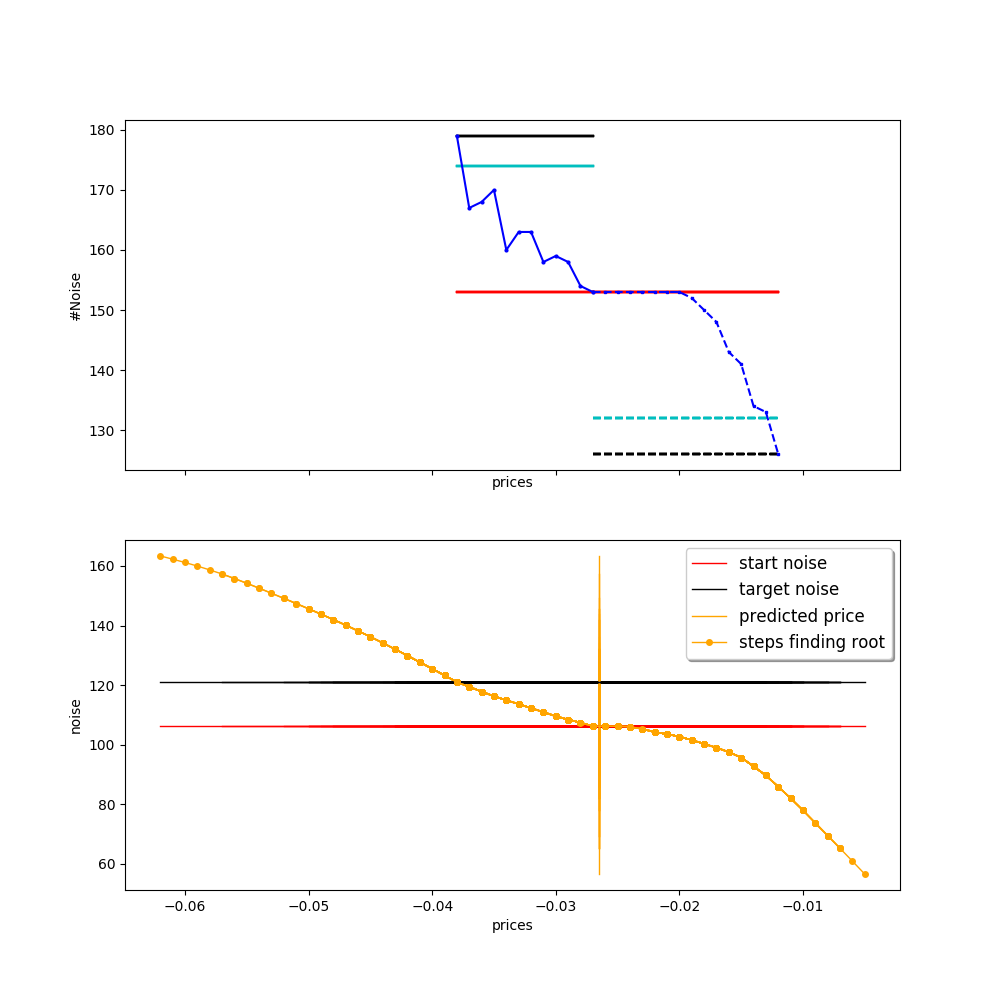 180
170
160
150
140
130
#Noise
prices
160
140
120
100
80
60
noise
start noise
target noise
predicted price
steps finding root
−0.06 −0.05 −0.04 −0.03 −0.02 −0.01
prices